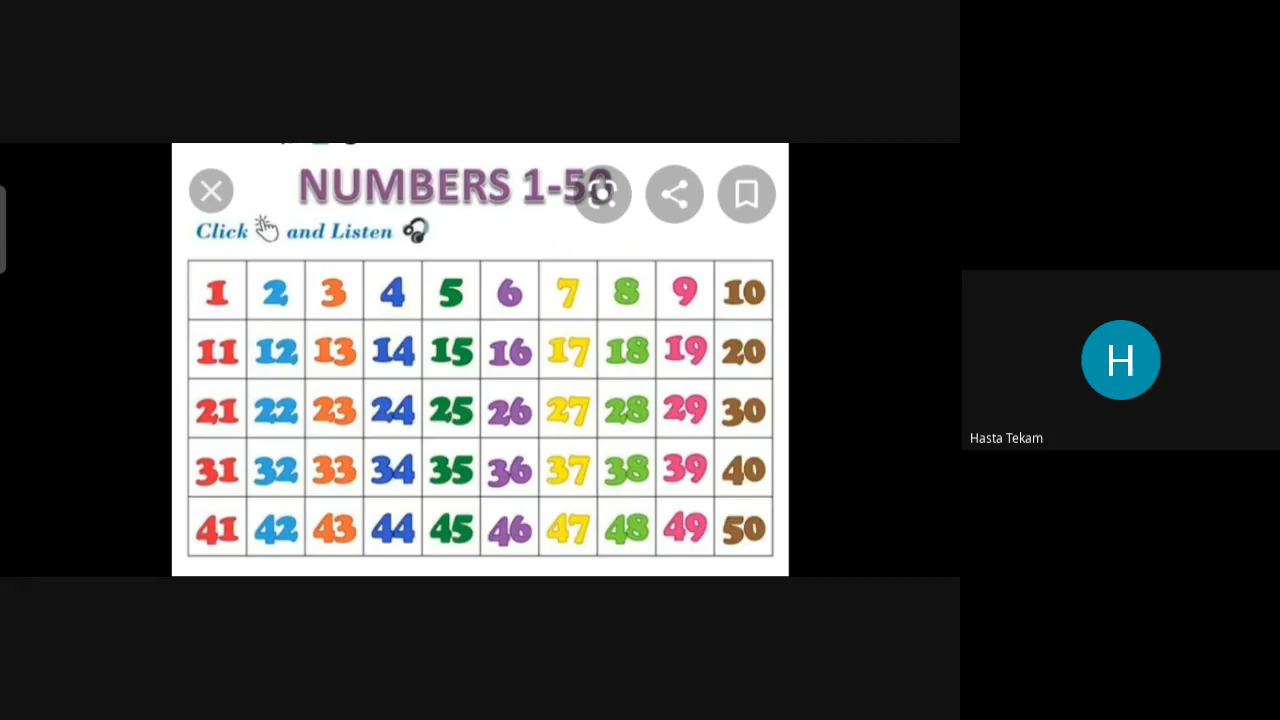 NUMBERS 1-50
Click and Listen
1 2 3 4 5 6 7 8 9 10
11 12 13 14 15 16 17 18 19 20
21 22 23 24 25 26 27 28 29 30
31 32 33 34 35 36 37 38 39 40
41 42 43 44 45 46 47 48 49 50
H
Hasta Tekam